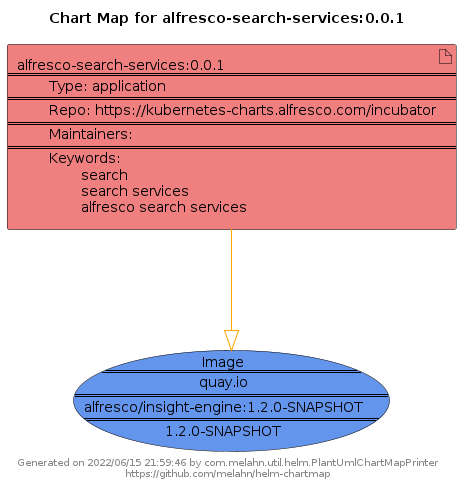 Chart Map for alfresco-search-services:0.0.1
alfresco-search-services:0.0.1
Type: application
Repo: https://kubernetes-charts.alfresco.com/incubator
Maintainers:
Keywords:
search
search services
alfresco search services
Image
quay.io
alfresco/insight-engine:1.2.0-SNAPSHOT
1.2.0-SNAPSHOT
Generated on 2022/06/15 21:59:46 by com.melahn.util.helm.PlantUmlChartMapPrinter
https://github.com/melahn/helm-chartmap